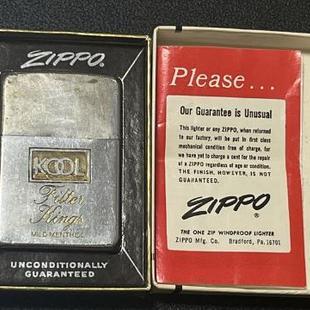 ZIPPO®
KOOL
Filter
Kings
MILD MENTHOL
UNCONDITIONALLY
GUARANTEED
Please...
Our Guarantee is Unusual
This lighter or any ZIPPO, when returned
to our factory, will be put in first class
mechanical condition free of charge, for
we have yet to charge a cent for the repair
of a ZIPPO regardless of age or condition.
THE FINISH, HOWEVER, IS NOT
GUARANTEED.
ZIPPO®
THE ONE ZIP WINDPROOF LIGHTER
ZIPPO Mfg. Co. Bradford, Pa. 16701